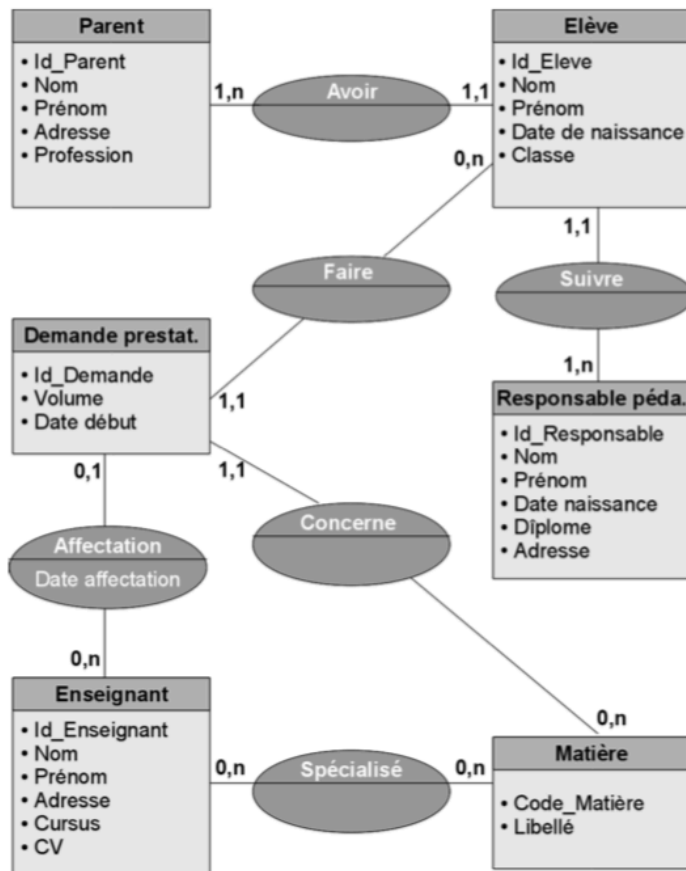 Parent
• Id_Parent
• Nom
• Prénom
• Adresse
• Profession
1,n
Avoir
1,1
Elève
• Id_Eleve
• Nom
• Prénom
• Date de naissance
• Classe
0,n
1,1
Faire
Suivre
Demande prestat.
• Id_Demande
• Volume
• Date début
1,1
1,n
Responsable péda.
• Id_Responsable
• Nom
• Prénom
• Date naissance
• Dîplome
• Adresse
0,1
1,1
Concerne
Affectation
Date affectation
0,n
Enseignant
• Id_Enseignant
• Nom
• Prénom
• Adresse
• Cursus
• CV
0,n
Spécialisé
0,n
0,n
Matière
• Code_Matière
• Libellé